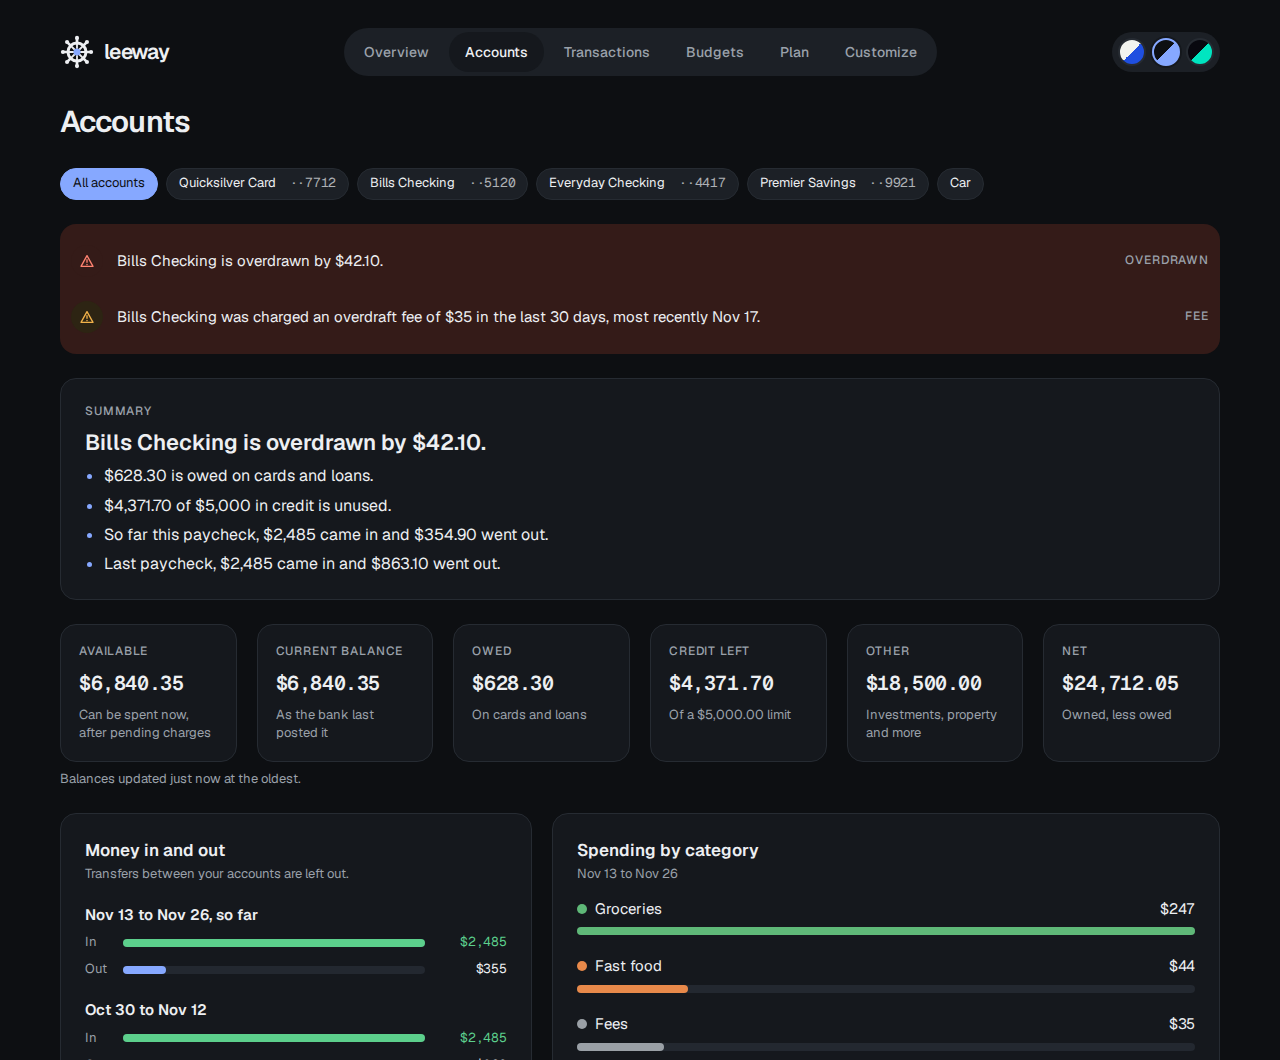 leeway
Overview
Accounts
Transactions
Budgets
Plan
Customize
Accounts
All accounts
Quicksilver Card ··7712
Bills Checking ··5120
Everyday Checking ··4417
Premier Savings ··9921
Car
Bills Checking is overdrawn by $42.10.
OVERDRAWN
Bills Checking was charged an overdraft fee of $35 in the last 30 days, most recently Nov 17.
FEE
SUMMARY
Bills Checking is overdrawn by $42.10.
• $628.30 is owed on cards and loans.
• $4,371.70 of $5,000 in credit is unused.
• So far this paycheck, $2,485 came in and $354.90 went out.
• Last paycheck, $2,485 came in and $863.10 went out.
AVAILABLE
$6,840.35
Can be spent now,
after pending charges
CURRENT BALANCE
$6,840.35
As the bank last
posted it
OWED
$628.30
On cards and loans
CREDIT LEFT
$4,371.70
Of a $5,000.00 limit
OTHER
$18,500.00
Investments, property
and more
NET
$24,712.05
Owned, less owed
Balances updated just now at the oldest.
Money in and out
Transfers between your accounts are left out.
Nov 13 to Nov 26, so far
In $2,485
Out $355
Oct 30 to Nov 12
In $2,485
Spending by category
Nov 13 to Nov 26
Groceries $247
Fast food $44
Fees $35